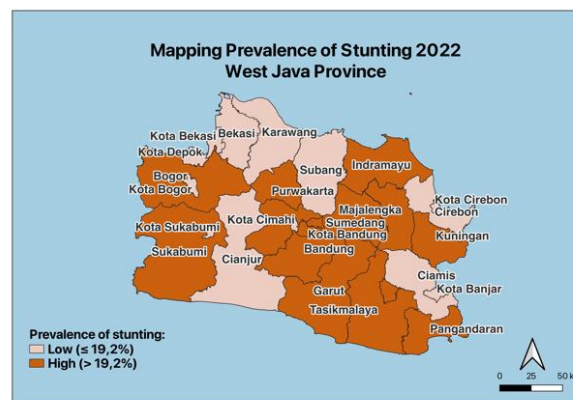 Mapping Prevalence of Stunting 2022
West Java Province
Kota Bekasi
Bekasi
Karawang
Kota Depok
Subang
Indramayu
Bogor
Kota Bogor
Purwakarta
Kota Cirebon
Cirebon
Majalengka
Kota Sukabumi
Kota Cimahi
Sumedang
Kota Bandung
Kuningan
Sukabumi
Cianjur
Bandung
Ciamis
Kota Banjar
Garut
Tasikmalaya
Pangandaran
Prevalence of stunting:
Low (≤ 19,2%)
High (> 19,2%)
0 25 50 k